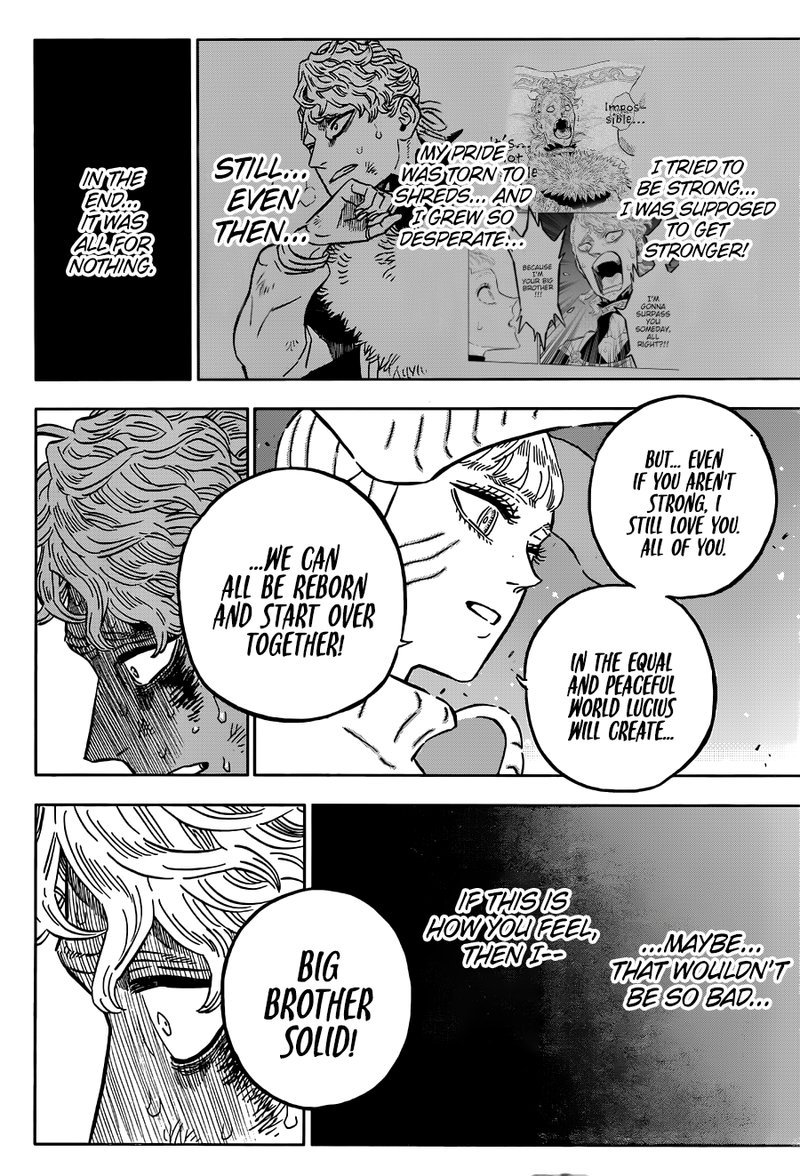 I TRIED TO
BE STRONG...
I WAS SUPPOSED
TO GET
STRONGER!
Impos-
sible...
BECAUSE
I'M
YOUR BIG
BROTHER
!!!
I'M
GONNA
SURPASS
YOU
SOMEDAY,
ALL
RIGHT?!!
MY PRIDE
WAS TORN TO
SHREDS... AND
I GREW SO
DESPERATE...
STILL...
EVEN
THEN...
IN THE
END...
IT WAS
ALL FOR
NOTHING.
BUT... EVEN
IF YOU AREN'T
STRONG, I
STILL LOVE YOU.
ALL OF YOU.
IN THE EQUAL
AND PEACEFUL
WORLD LUCIUS
WILL CREATE...
...WE CAN
ALL BE REBORN
AND START OVER
TOGETHER!
...MAYBE...
THAT WOULDN'T
BE SO BAD...
IF THIS IS
HOW YOU FEEL,
THEN I--
BIG
BROTHER
SOLID!